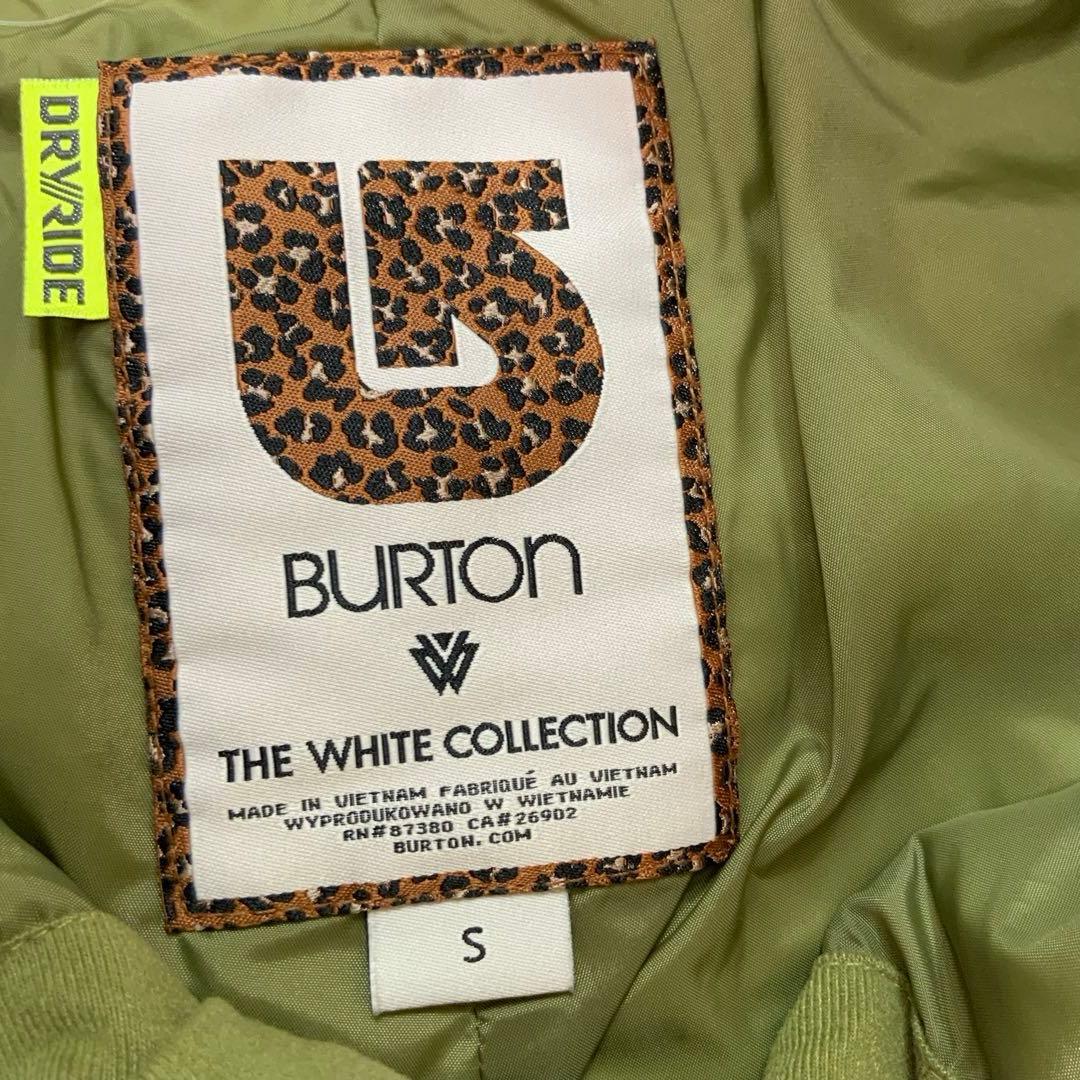 DRY///RIDE
BURTON
THE WHITE COLLECTION
MADE IN VIETNAM FABRIQUÉ AU VIETNAM
WYPRODUKOWANO W WIETNAMIE
RN#87380 CA#26902
BURTON.COM
S